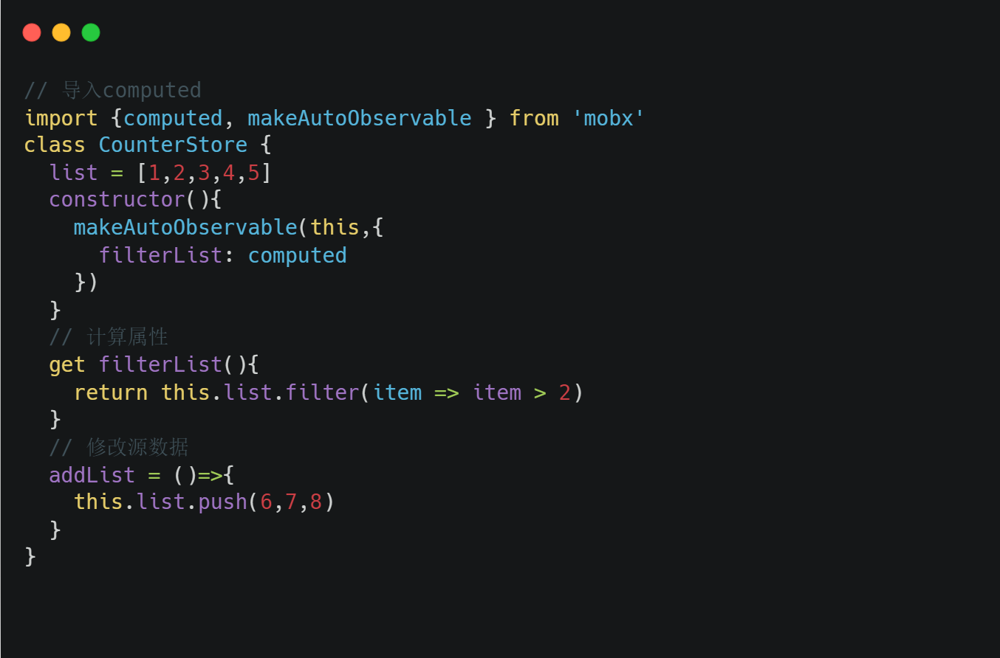 // 导入computed
import {computed, makeAutoObservable } from 'mobx'
class CounterStore {
  list = [1,2,3,4,5]
  constructor(){
    makeAutoObservable(this,{
      filterList: computed
    })
  }
  // 计算属性
  get filterList(){
    return this.list.filter(item => item > 2)
  }
  // 修改源数据
  addList = ()=>{
    this.list.push(6,7,8)
  }
}